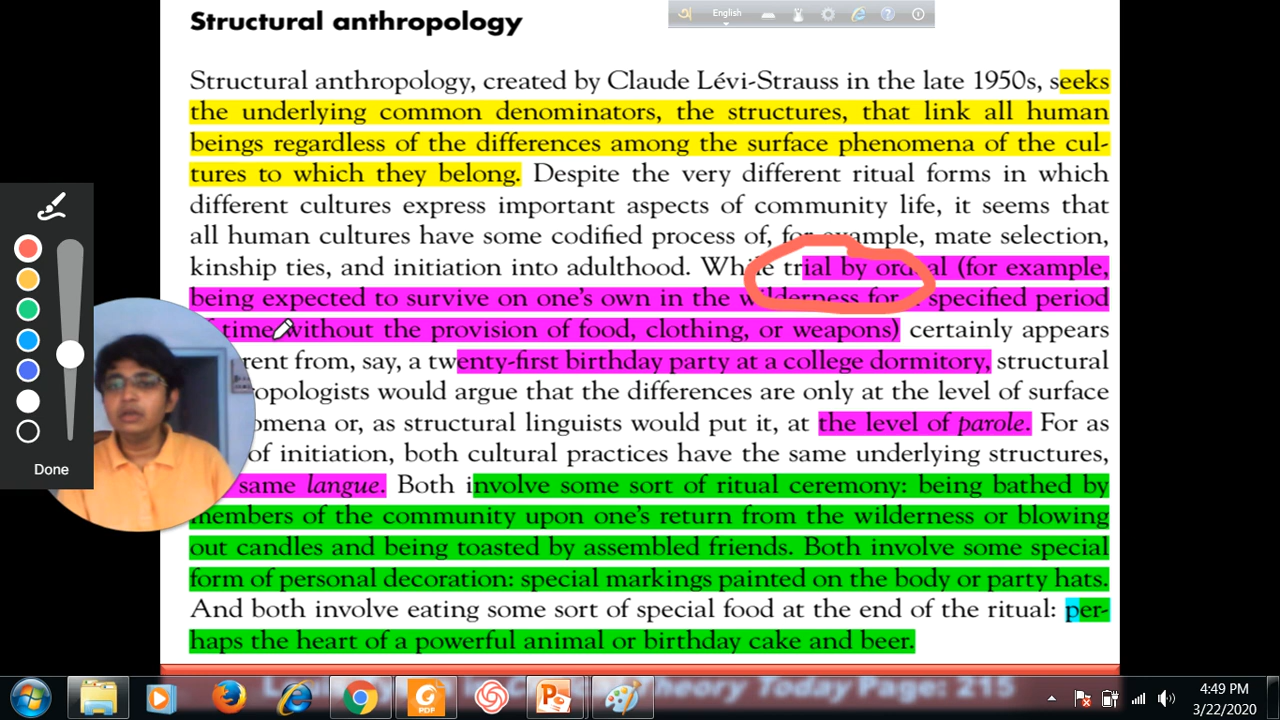 Structural anthropology
English
Structural anthropology, created by Claude Lévi-Strauss in the late 1950s, seeks
the underlying common denominators, the structures, that link all human
beings regardless of the differences among the surface phenomena of the cul-
tures to which they belong. Despite the very different ritual forms in which
different cultures express important aspects of community life, it seems that
all human cultures have some codified process of, for example, mate selection,
kinship ties, and initiation into adulthood. While trial by ordeal (for example,
being expected to survive on one's own in the wilderness for specified period
time without the provision of food, clothing, or weapons) certainly appears
from, say, a twenty-first birthday party at a college dormitory, structural
would argue that the differences are only at the level of surface
or, as structural linguists would put it, at the level of parole. For as
of initiation, both cultural practices have the same underlying structures,
same langue. Both involve some sort of ritual ceremony: being bathed by
members of the community upon one's return from the wilderness or blowing
out candles and being toasted by assembled friends. Both involve some special
form of personal decoration: special markings painted on the body or party hats.
And both involve eating some sort of special food at the end of the ritual: per-
haps the heart of a powerful animal or birthday cake and beer.
Done
PDF
4:49 PM
3/22/2020